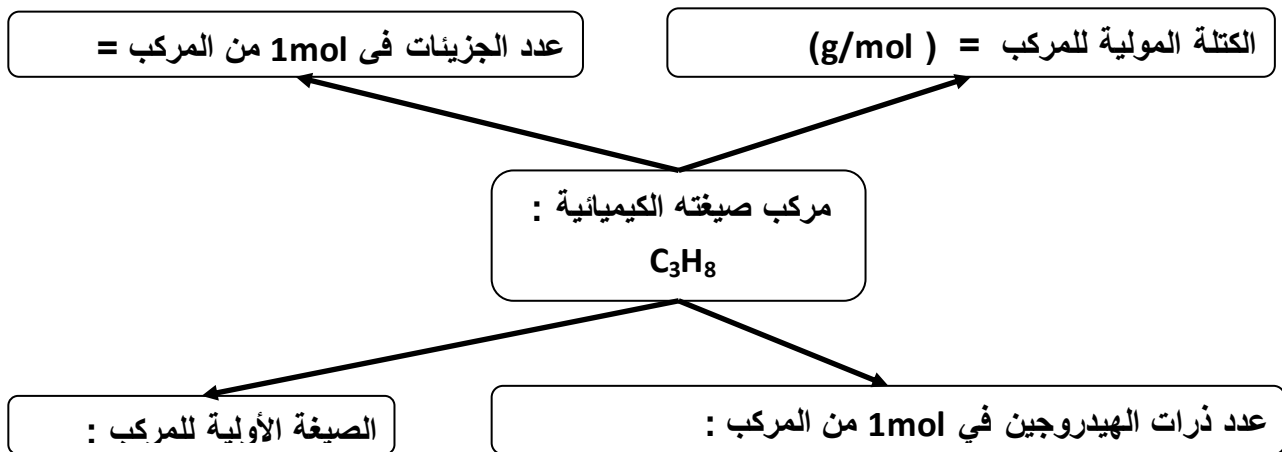 الكتلة المولية للمركب = ( g/mol)
عدد الجزيئات فى 1mol من المركب =
مركب صيغته الكيميائية :
C₃H₈
عدد ذرات الهيدروجين في 1mol من المركب :
الصيغة الأولية للمركب :